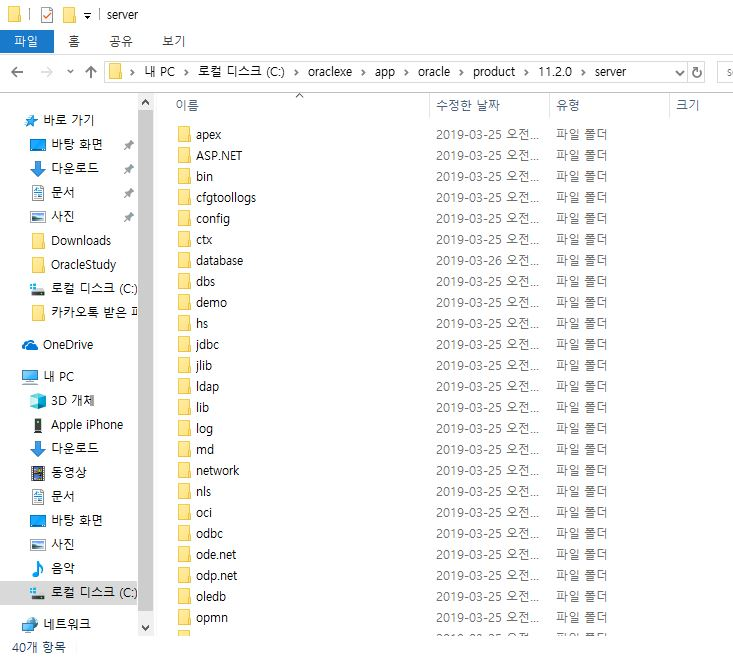 server
파일 홈 공유 보기
내 PC 로컬 디스크 (C:) oraclexe app oracle product 11.2.0 server
이름 수정한 날짜 유형 크기
바로 가기
바탕 화면
다운로드
문서
사진
Downloads
OracleStudy
로컬 디스크 (C:)
카카오톡 받은 파
OneDrive
내 PC
3D 개체
Apple iPhone
다운로드
동영상
문서
바탕 화면
사진
음악
로컬 디스크 (C:)
네트워크
apex 2019-03-25 오전... 파일 폴더
ASP.NET 2019-03-25 오전... 파일 폴더
bin 2019-03-25 오전... 파일 폴더
cfgtoollogs 2019-03-25 오전... 파일 폴더
config 2019-03-25 오전... 파일 폴더
ctx 2019-03-25 오전... 파일 폴더
database 2019-03-26 오전... 파일 폴더
dbs 2019-03-25 오전... 파일 폴더
demo 2019-03-25 오전... 파일 폴더
hs 2019-03-25 오전... 파일 폴더
jdbc 2019-03-25 오전... 파일 폴더
jlib 2019-03-25 오전... 파일 폴더
ldap 2019-03-25 오전... 파일 폴더
lib 2019-03-25 오전... 파일 폴더
log 2019-03-25 오전... 파일 폴더
md 2019-03-25 오전... 파일 폴더
network 2019-03-25 오전... 파일 폴더
nls 2019-03-25 오전... 파일 폴더
oci 2019-03-25 오전... 파일 폴더
odbc 2019-03-25 오전... 파일 폴더
ode.net 2019-03-25 오전... 파일 폴더
odp.net 2019-03-25 오전... 파일 폴더
oledb 2019-03-25 오전... 파일 폴더
opmn 2019-03-25 오전... 파일 폴더
40개 항목